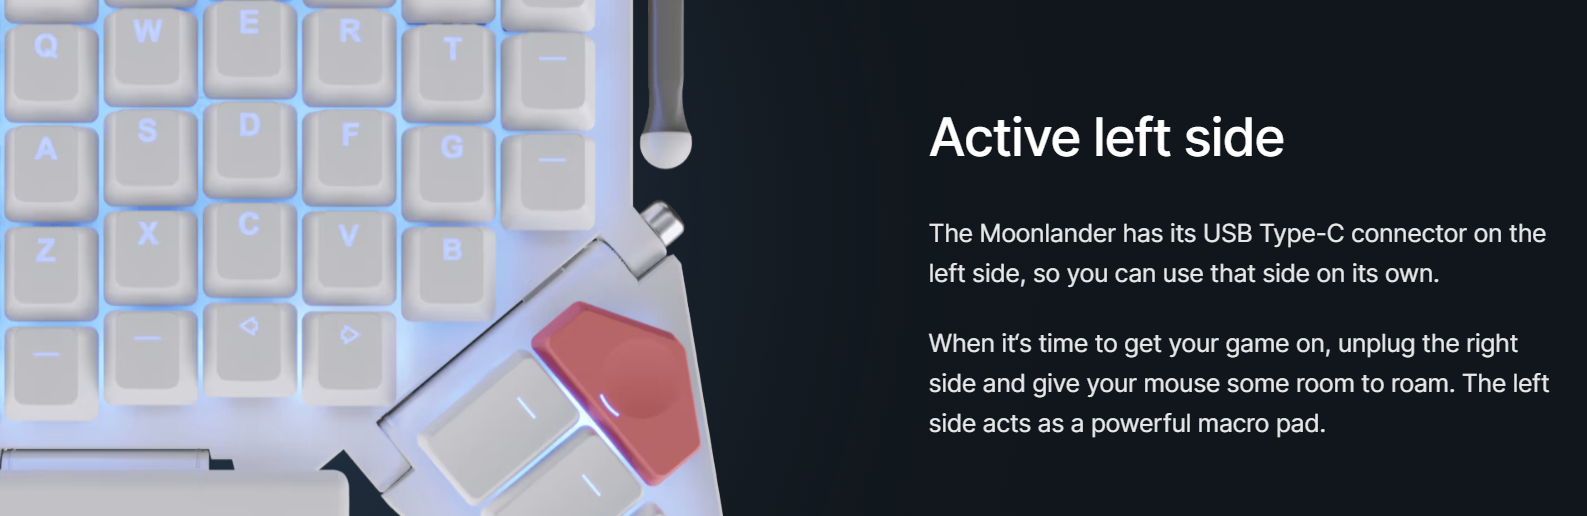 Q W E R T —
A S D F G —
Z X C V B
— —
Active left side
The Moonlander has its USB Type-C connector on the
left side, so you can use that side on its own.
When it‘s time to get your game on, unplug the right
side and give your mouse some room to roam. The left
side acts as a powerful macro pad.